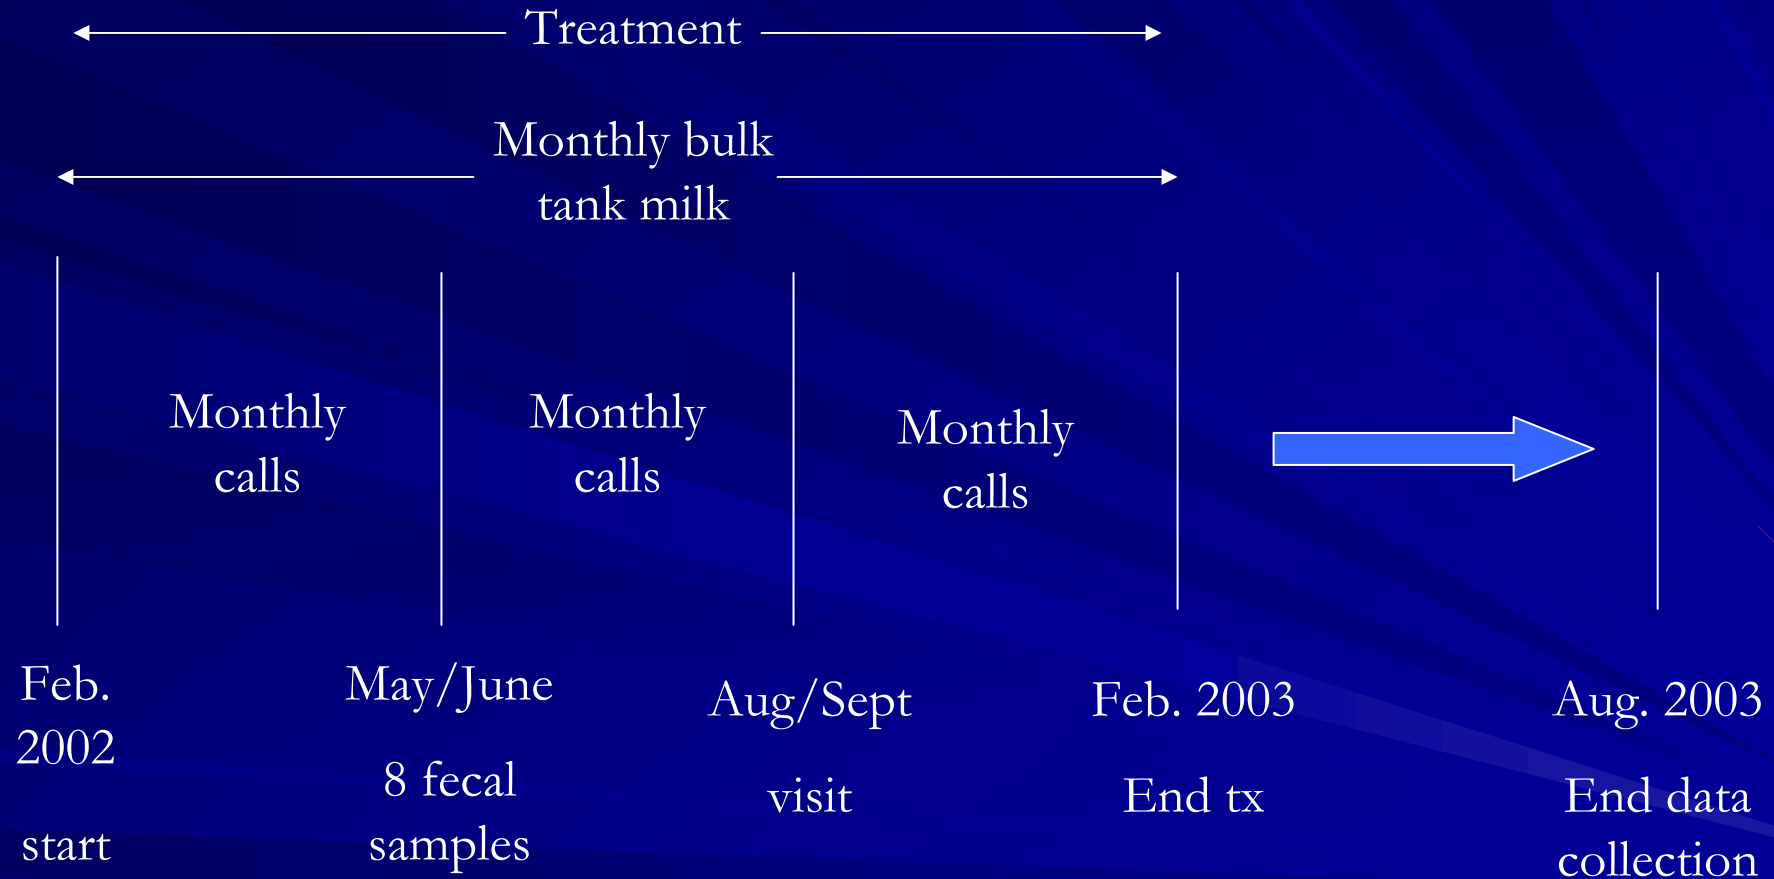 Treatment
Monthly bulk
tank milk
Monthly
calls
Monthly
calls
Monthly
calls
Feb.
2002
start
May/June
8 fecal
samples
Aug/Sept
visit
Feb. 2003
End tx
Aug. 2003
End data
collection